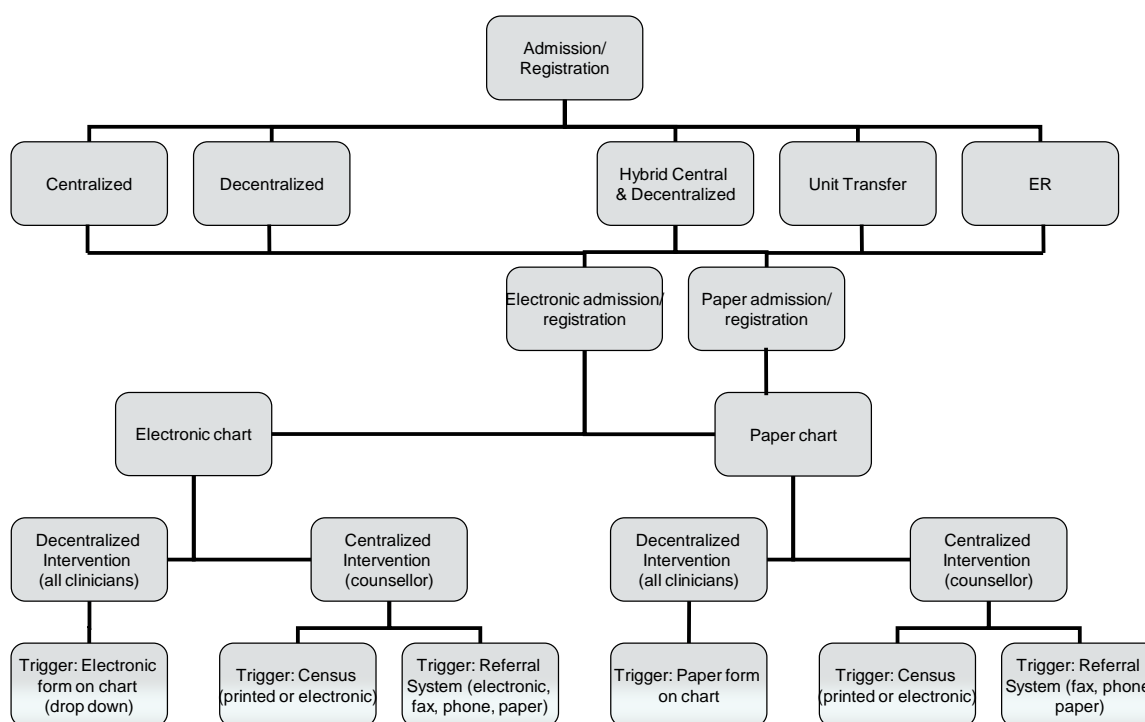 Admission/
Registration
Centralized
Decentralized
Hybrid Central
& Decentralized
Unit Transfer
ER
Electronic admission/
registration
Paper admission/
registration
Electronic chart
Paper chart
Decentralized
Intervention
(all clinicians)
Centralized
Intervention
(counsellor)
Decentralized
Intervention
(all clinicians)
Centralized
Intervention
(counsellor)
Trigger: Electronic
form on chart
(drop down)
Trigger: Census
(printed or electronic)
Trigger: Referral
System (electronic,
fax, phone, paper)
Trigger: Paper form
on chart
Trigger: Census
(printed or electronic)
Trigger: Referral
System (fax, phone
paper)